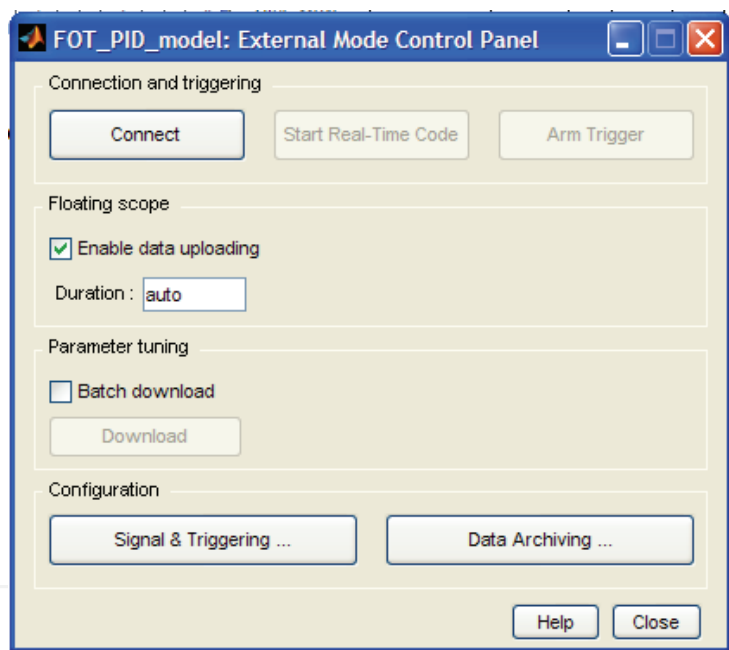 FOT_PID_model: External Mode Control Panel
Connection and triggering
Connect Start Real-Time Code Arm Trigger
Floating scope
Enable data uploading
Duration : auto
Parameter tuning
Batch download
Download
Configuration
Signal & Triggering ... Data Archiving ...
Help Close